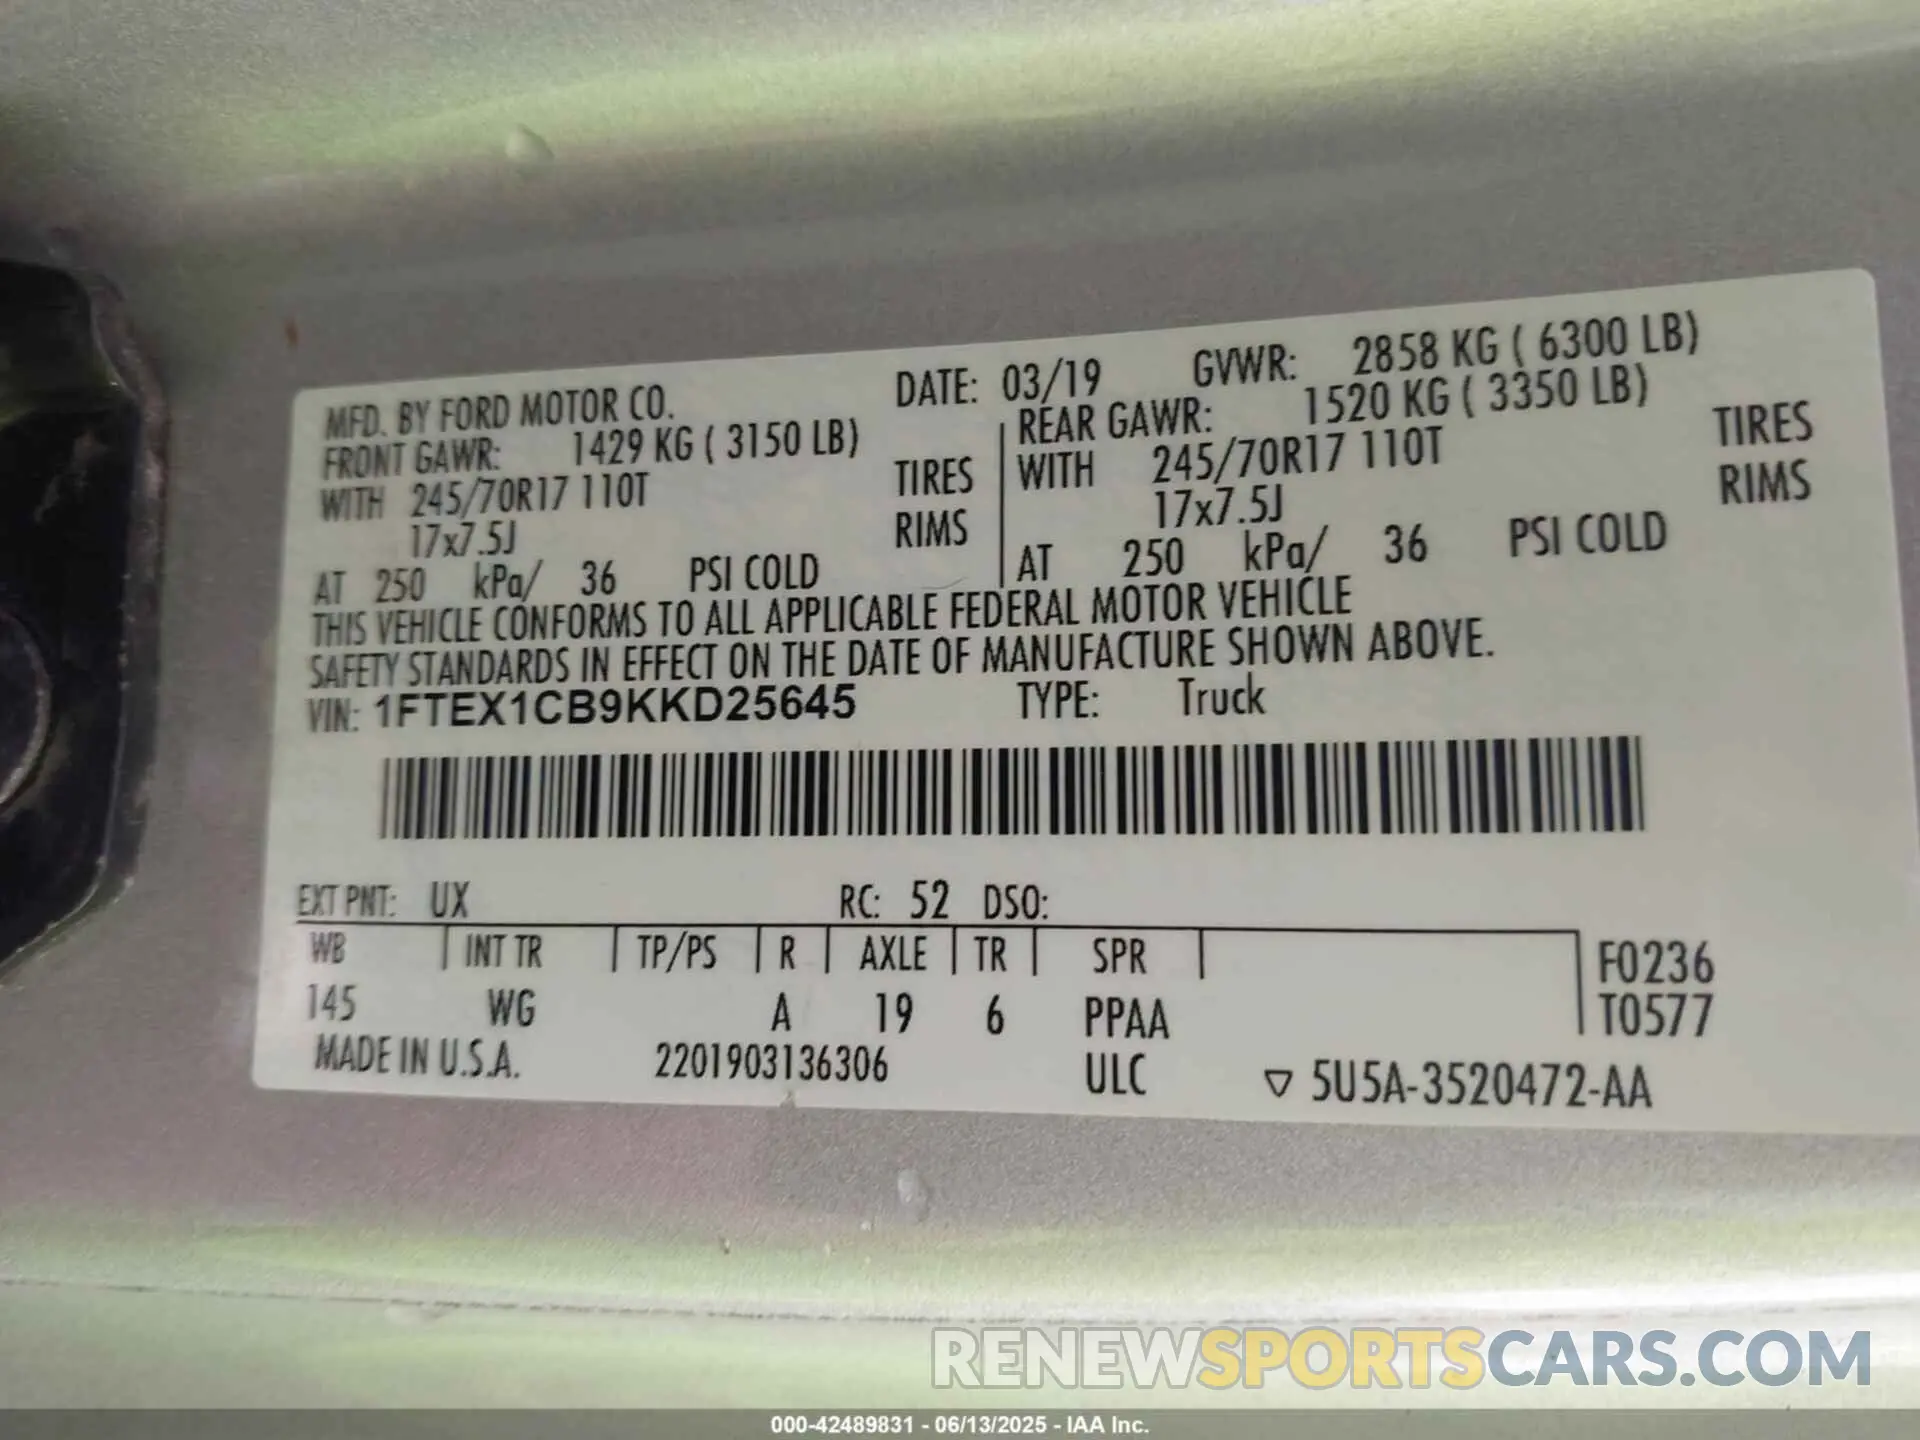 MFD. BY FORD MOTOR CO. DATE: 03/19 GVWR: 2858 KG ( 6300 LB)
FRONT GAWR: 1429 KG ( 3150 LB) REAR GAWR: 1520 KG ( 3350 LB)
WITH 245/70R17 110T TIRES WITH 245/70R17 110T TIRES
17x7.5J RIMS 17x7.5J RIMS
AT 250 kPa/ 36 PSI COLD AT 250 kPa/ 36 PSI COLD
THIS VEHICLE CONFORMS TO ALL APPLICABLE FEDERAL MOTOR VEHICLE
SAFETY STANDARDS IN EFFECT ON THE DATE OF MANUFACTURE SHOWN ABOVE.
VIN: 1FTEX1CB9KKD25645 TYPE: Truck
EXT PNT: UX RC: 52 DSO:
WB INT TR TP/PS R AXLE TR SPR F0236
145 WG A 19 6 PPAA T0577
MADE IN U.S.A. 2201903136306 ULC ▽ 5U5A-3520472-AA
RENEWSPORTSCARS.COM
000-42489831 - 06/13/2025 - IAA Inc.